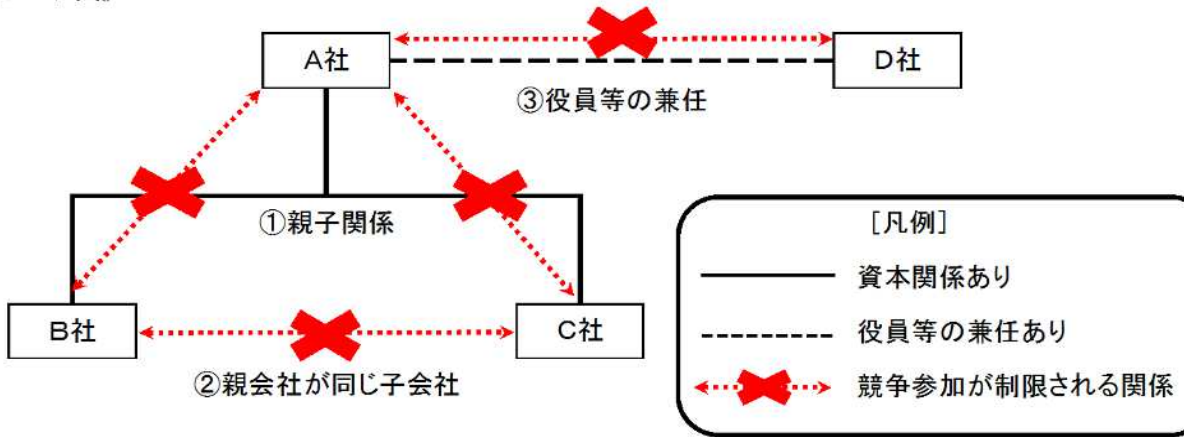 A社
D社
③役員等の兼任
①親子関係
B社
C社
②親会社が同じ子会社
[凡例]
資本関係あり
役員等の兼任あり
競争参加が制限される関係